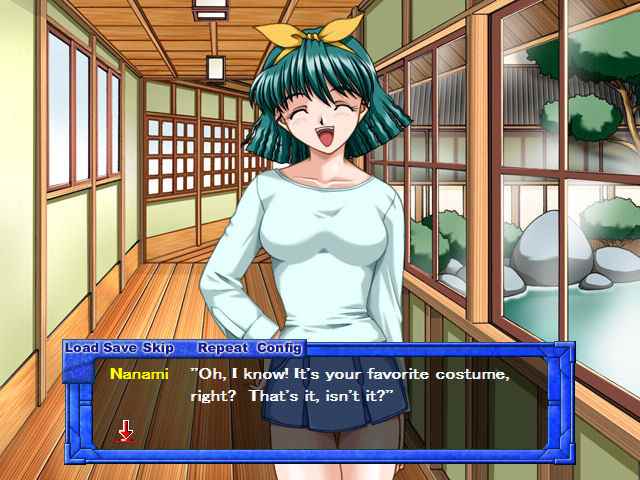 Load Save Skip Repeat Config
Nanami "Oh, I know! It's your favorite costume,
right? That's it, isn't it?"